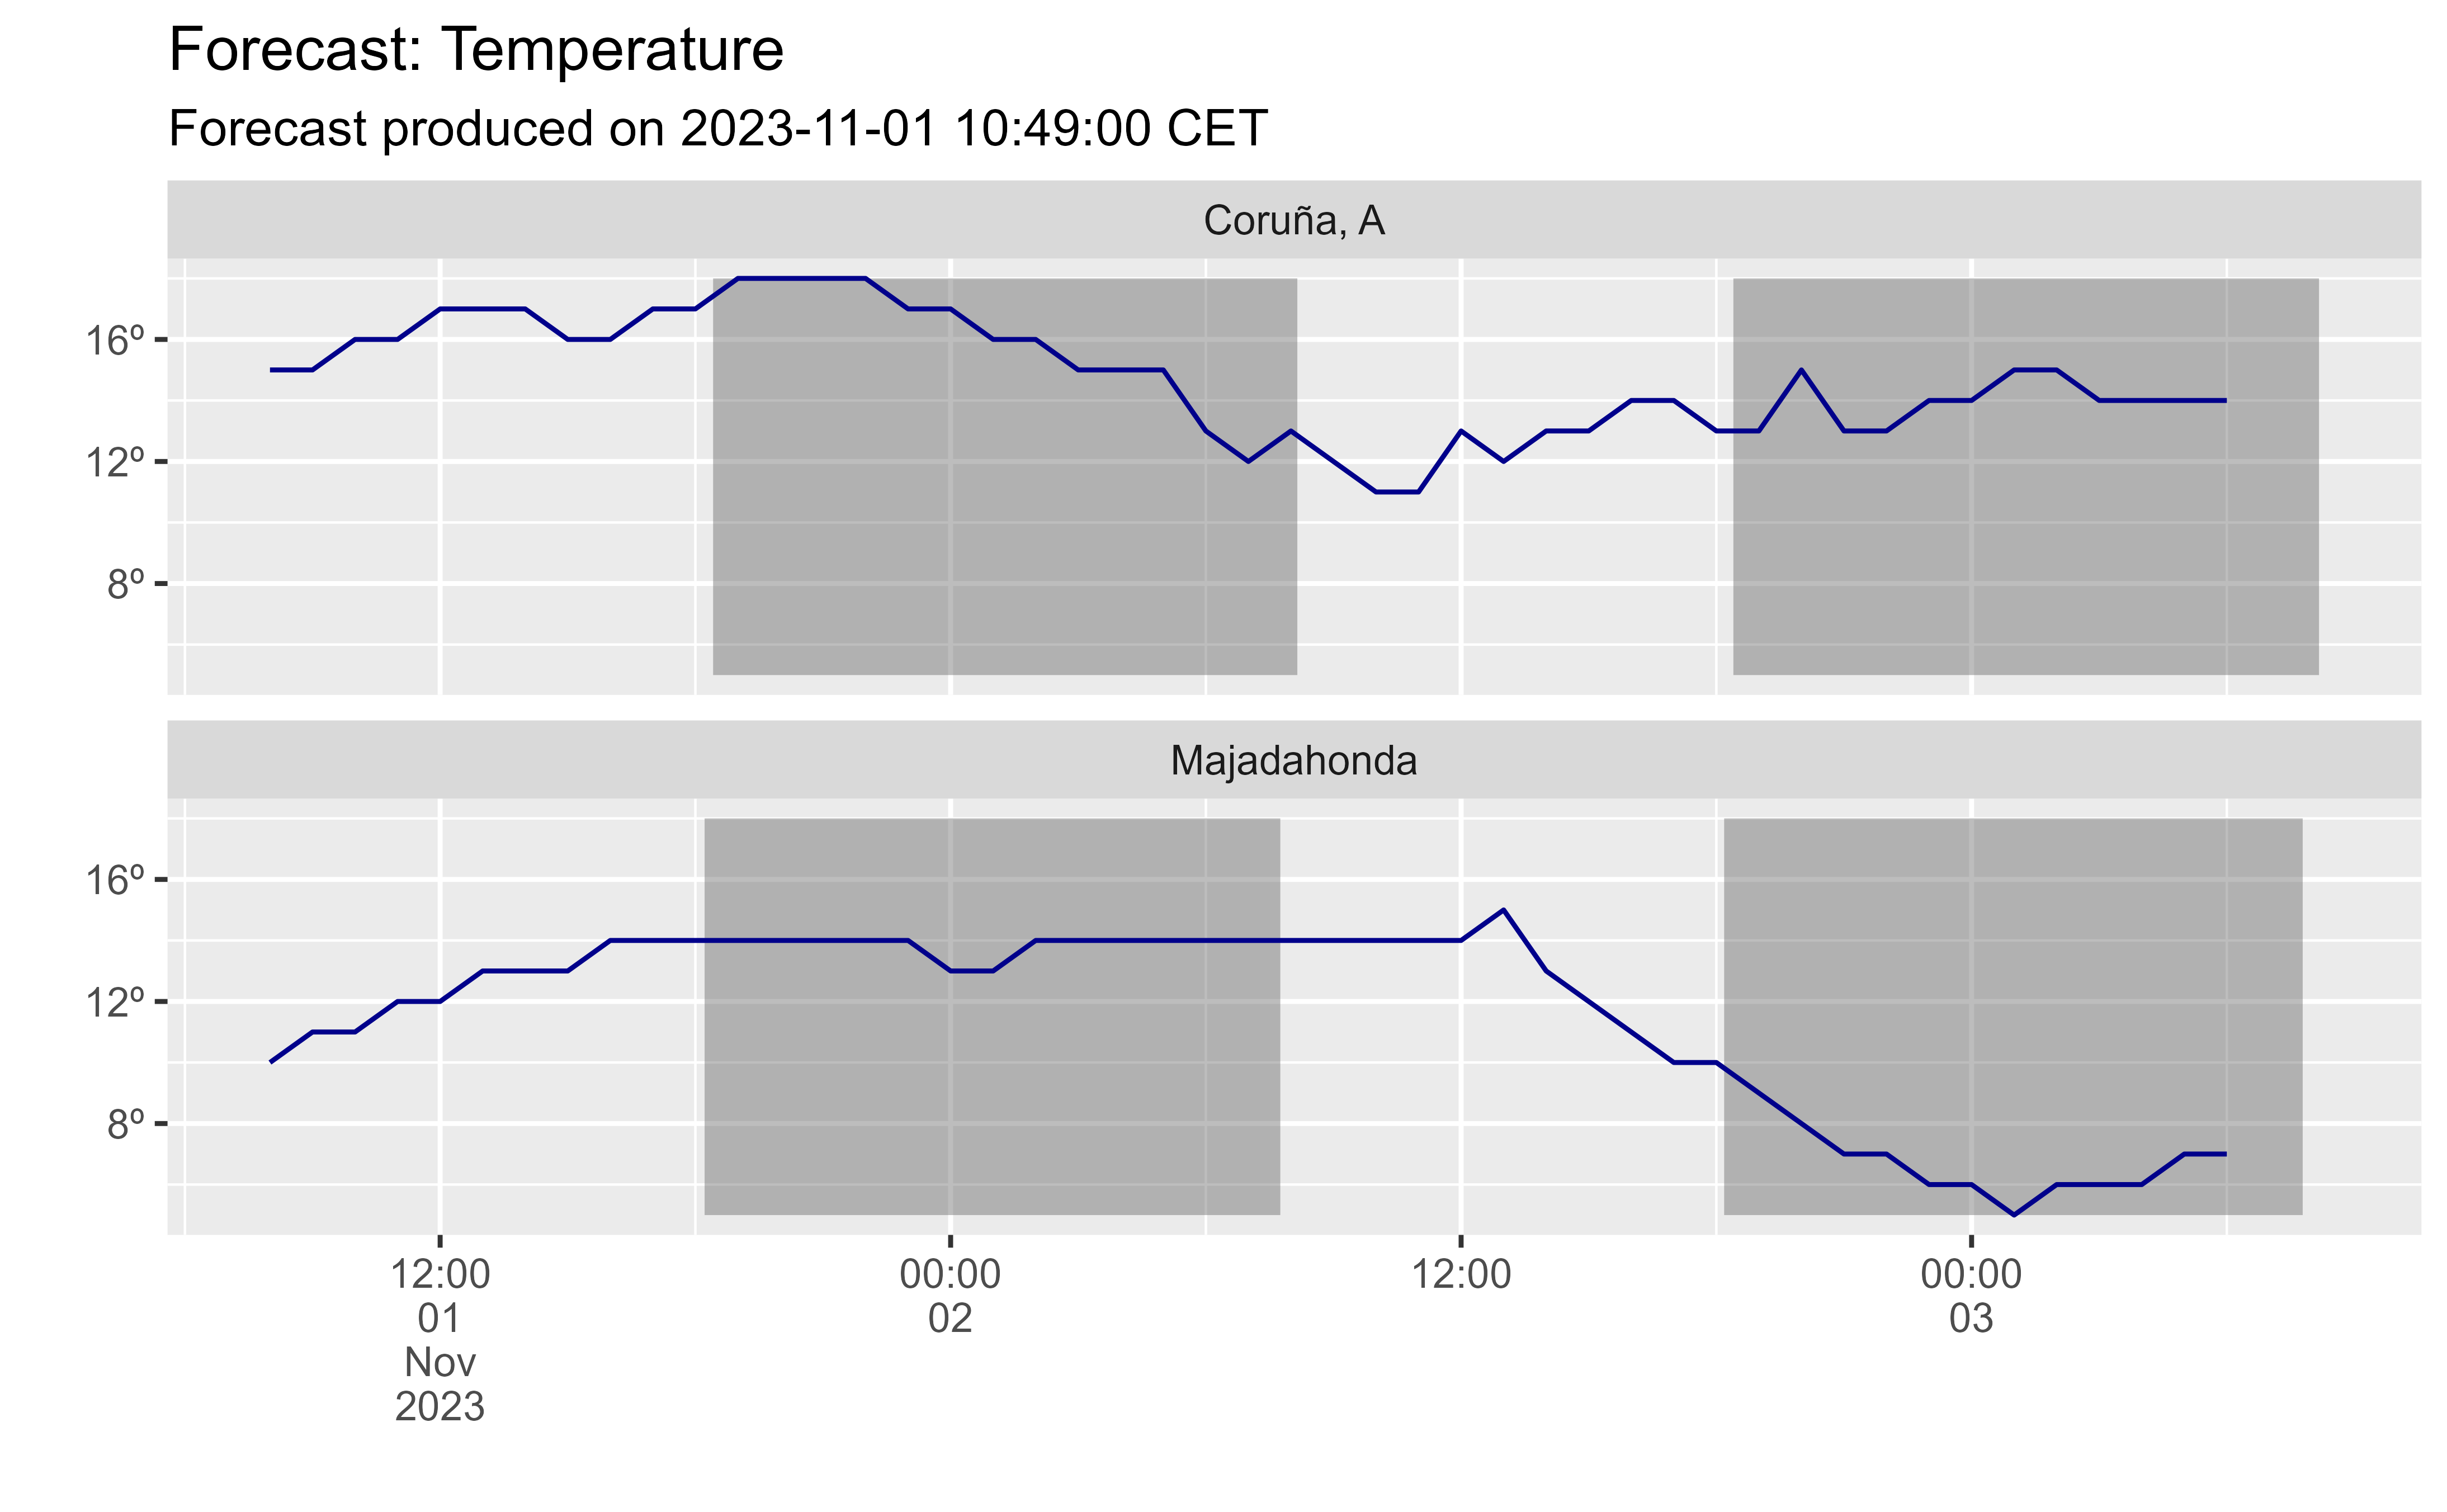 Forecast: Temperature
Forecast produced on 2023-11-01 10:49:00 CET
Coruña, A
16º
12º
8º
Majadahonda
16º
12º
8º
12:00 00:00 12:00 00:00
01 02 03
Nov
2023